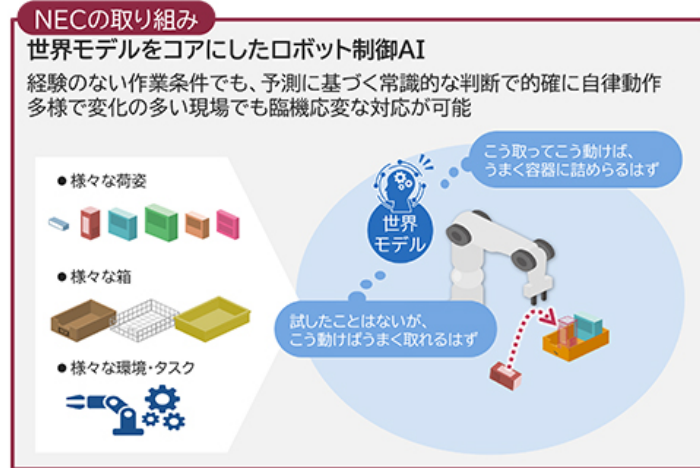 NECの取り組み
世界モデルをコアにしたロボット制御AI
経験のない作業条件でも、予測に基づく常識的な判断で的確に自律動作
多様で変化の多い現場でも臨機応変な対応が可能
● 様々な荷姿
● 様々な箱
● 様々な環境・タスク
こう取ってこう動けば、
うまく容器に詰めらるはず
世界
モデル
試したことはないが、
こう動けばうまく取れるはず